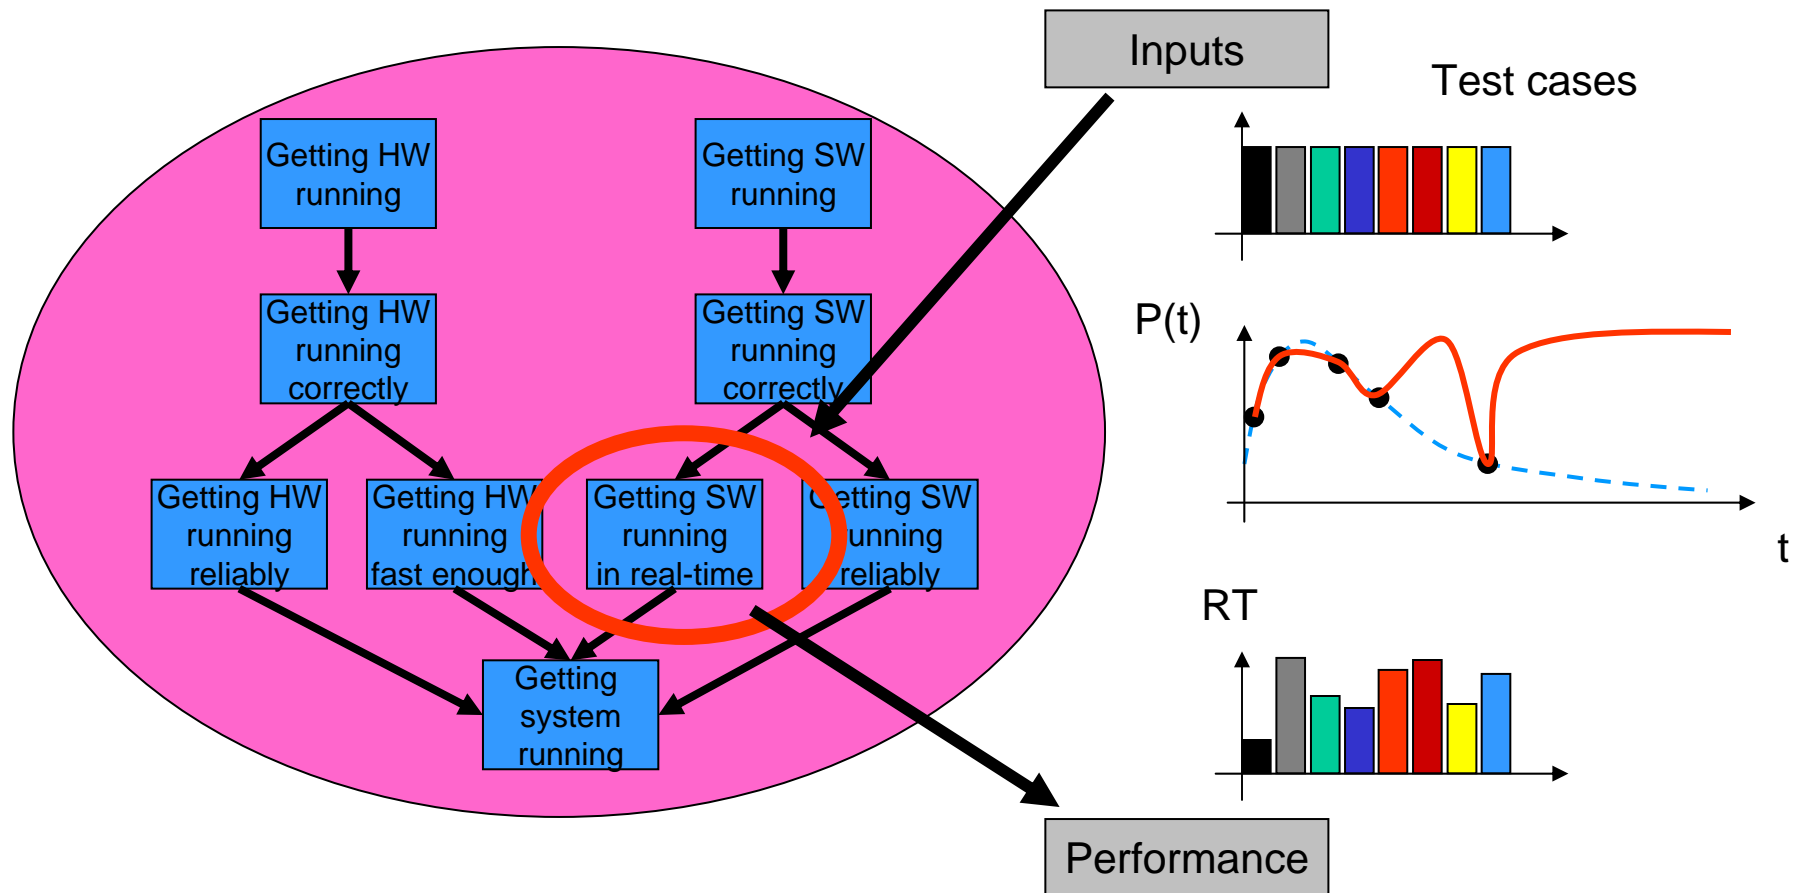 Inputs
Test cases
Getting HW
running
Getting SW
running
Getting HW
running
correctly
Getting SW
running
correctly
P(t)
t
Getting HW
running
reliably
Getting HW
running
fast enough
Getting SW
running
in real-time
Getting SW
running
reliably
RT
Getting
system
running
Performance